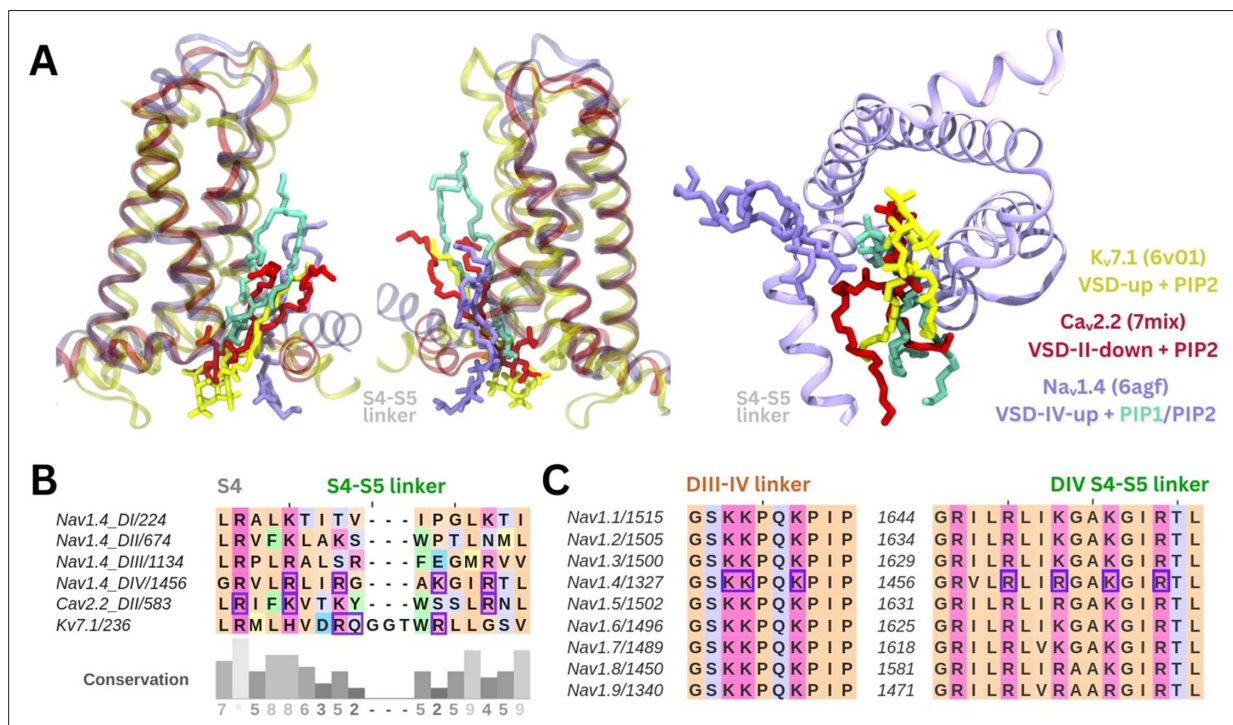 A
S4-S5
linker
S4-S5
linker
Kv7.1 (6v01)
VSD-up + PIP2
Cav2.2 (7mix)
VSD-II-down + PIP2
Nav1.4 (6agf)
VSD-IV-up + PIP1/PIP2
B
S4 S4-S5 linker
Nav1.4_DI/224 L R A L K T I T V - - - I P G L K T I
Nav1.4_DII/674 L R V F K L A K S - - - W P T L N M L
Nav1.4_DIII/1134 L R P L R A L S R - - - F E G M R V V
Nav1.4_DIV/1456 G R V L R L I R G - - - A K G I R T L
Cav2.2_DII/583 L R I F K V T K Y - - - W S S L R N L
Kv7.1/236 L R M L H V D R Q G G T W R L L G S V
Conservation
7 * 5 8 8 6 3 5 2 - - - 5 2 5 9 4 5 9
C
DIII-IV linker DIV S4-S5 linker
Nav1.1/1515 G S K K P Q K P I P 1644 G R I L R L I K G A K G I R T L
Nav1.2/1505 G S K K P Q K P I P 1634 G R I L R L I K G A K G I R T L
Nav1.3/1500 G S K K P Q K P I P 1629 G R I L R L I K G A K G I R T L
Nav1.4/1327 G S K K P Q K P I P 1456 G R V L R L I R G A K G I R T L
Nav1.5/1502 G S K K P Q K P I P 1631 G R I L R L I R G A K G I R T L
Nav1.6/1496 G S K K P Q K P I P 1625 G R I L R L I K G A K G I R T L
Nav1.7/1489 G S K K P Q K P I P 1618 G R I L R L V K G A K G I R T L
Nav1.8/1450 G S K K P Q K P I P 1581 G R I L R L I R A A K G I R T L
Nav1.9/1340 G S K K P Q K P I P 1471 G R I L R L V R A A R G I R T L